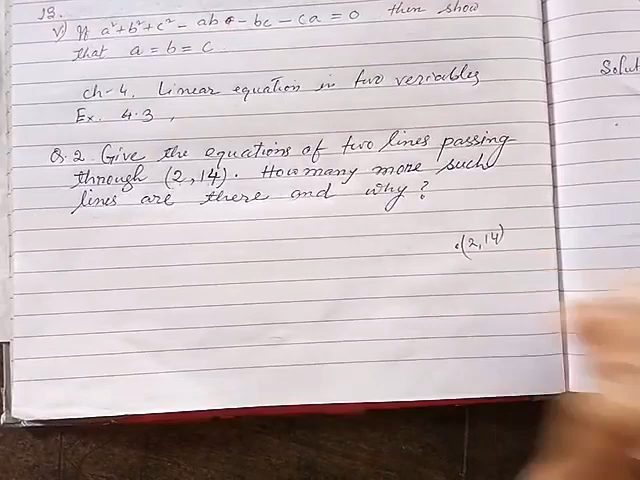 12.
v) If a²+b²+c² - ab - bc - ca = 0 then show
that a = b = c
ch-4. Linear equation in two veriables
Ex. 4.3,
Q.2. Give the equations of two lines passing
through (2,14). How many more such
lines are there and why?
.(2,14)
Solut